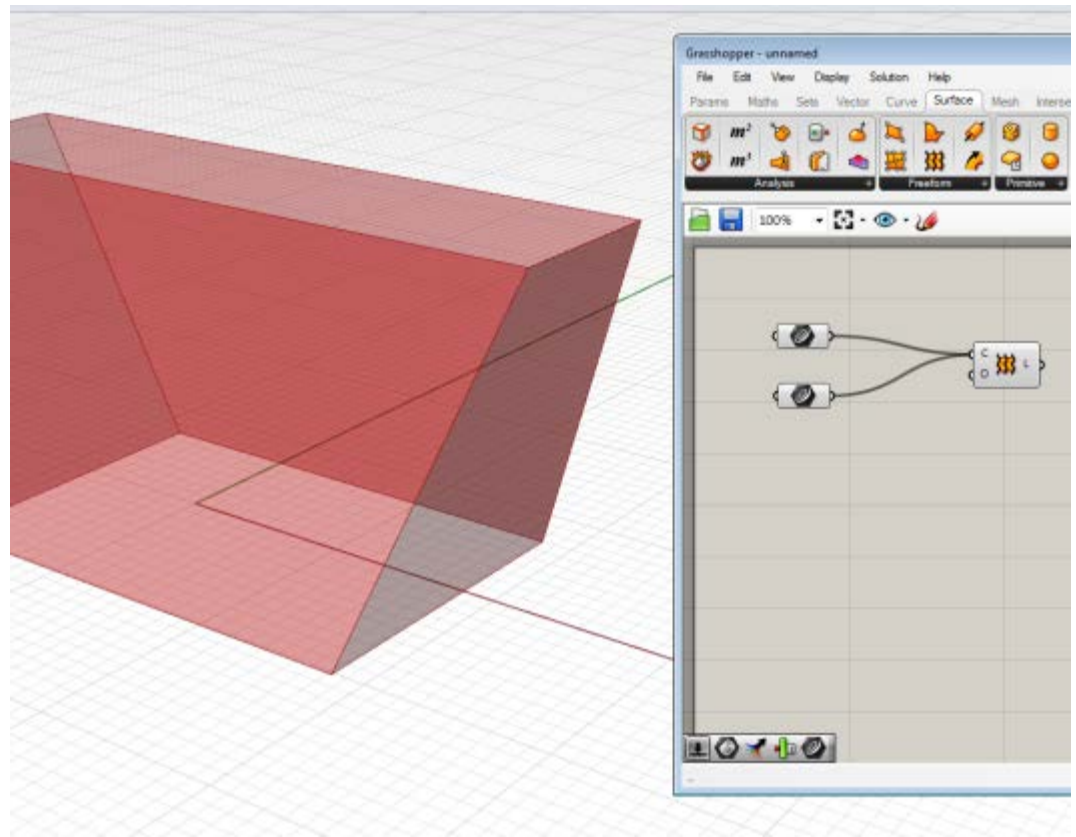 Grasshopper - unnamed
File Edit View Display Solution Help
Params Maths Sets Vector Curve Surface Mesh Interse
m²
m³
Analysis Freeform Primitive
100%
C
D L